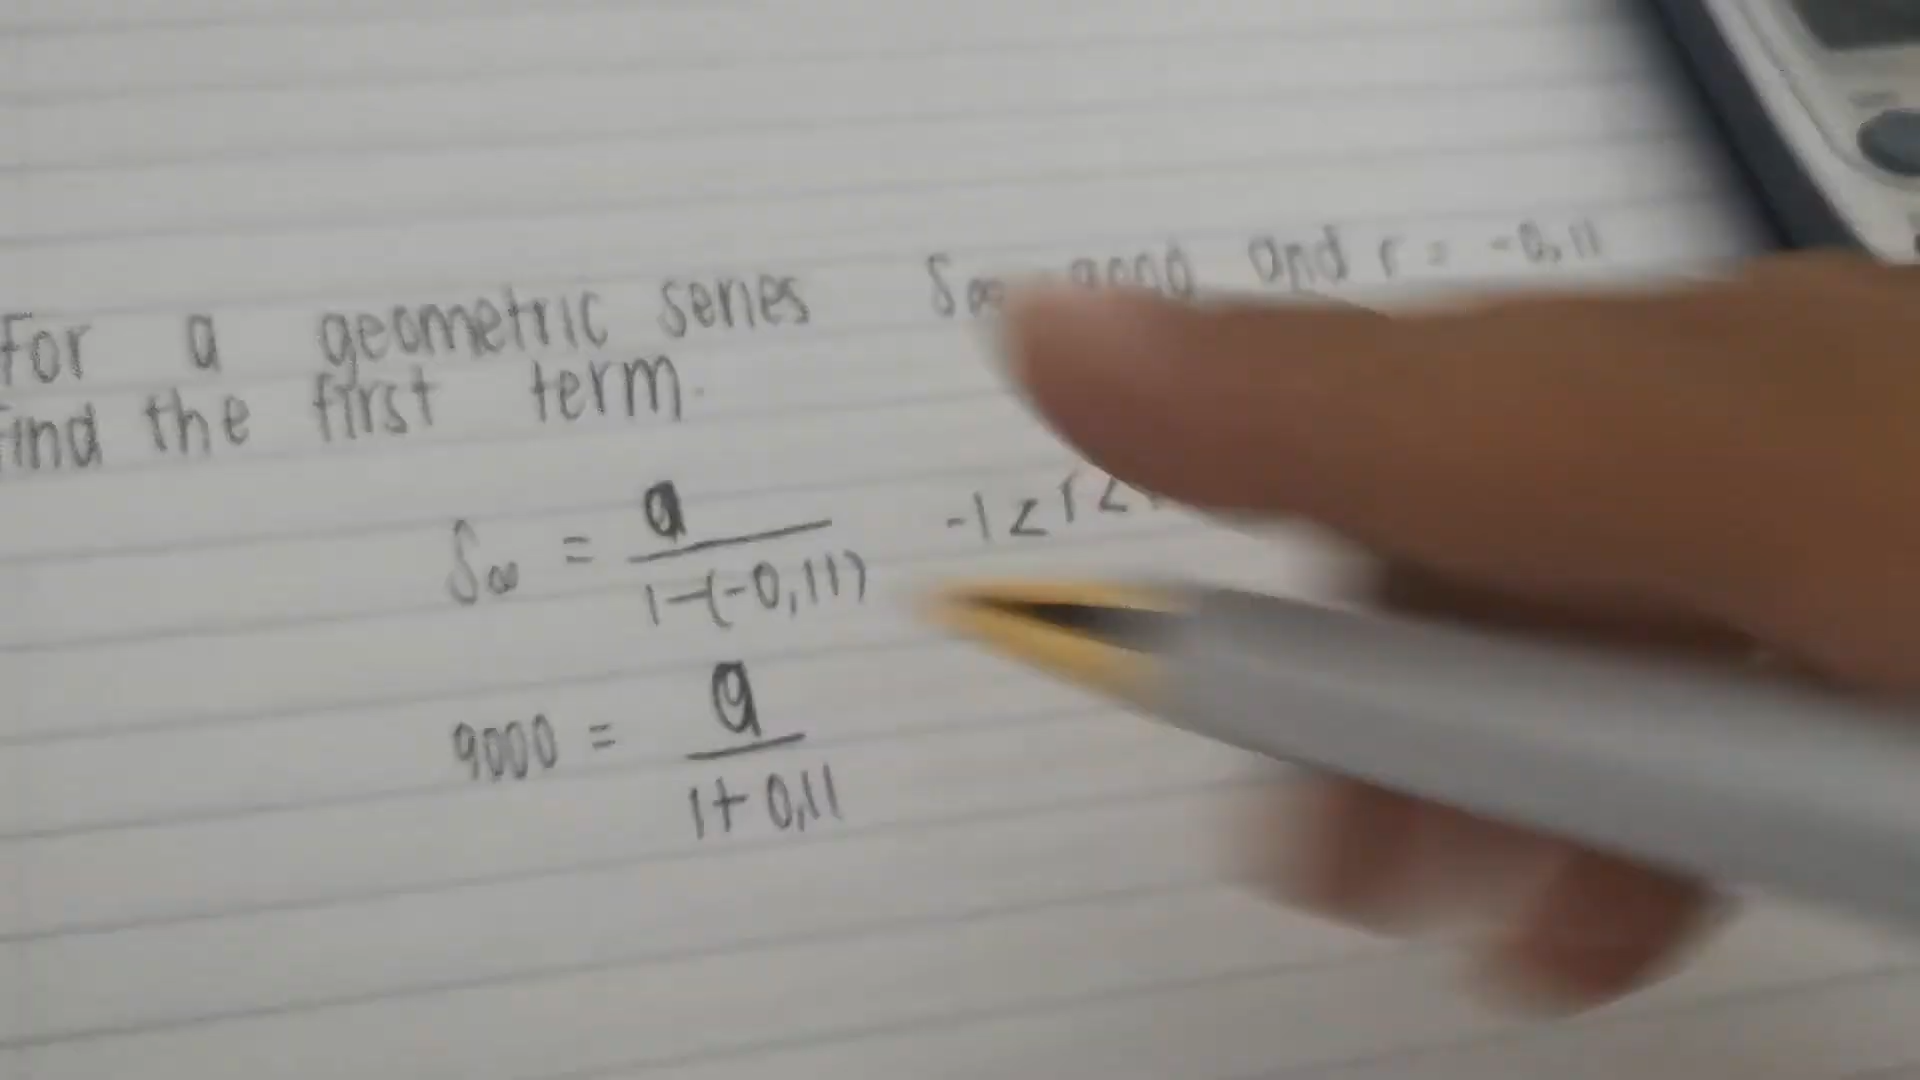 For a geometric series S∞ 9000 and r = -0,11
find the first term.
S∞ = a / 1-(-0,11) -1 < r <
9000 = a / 1+ 0,11